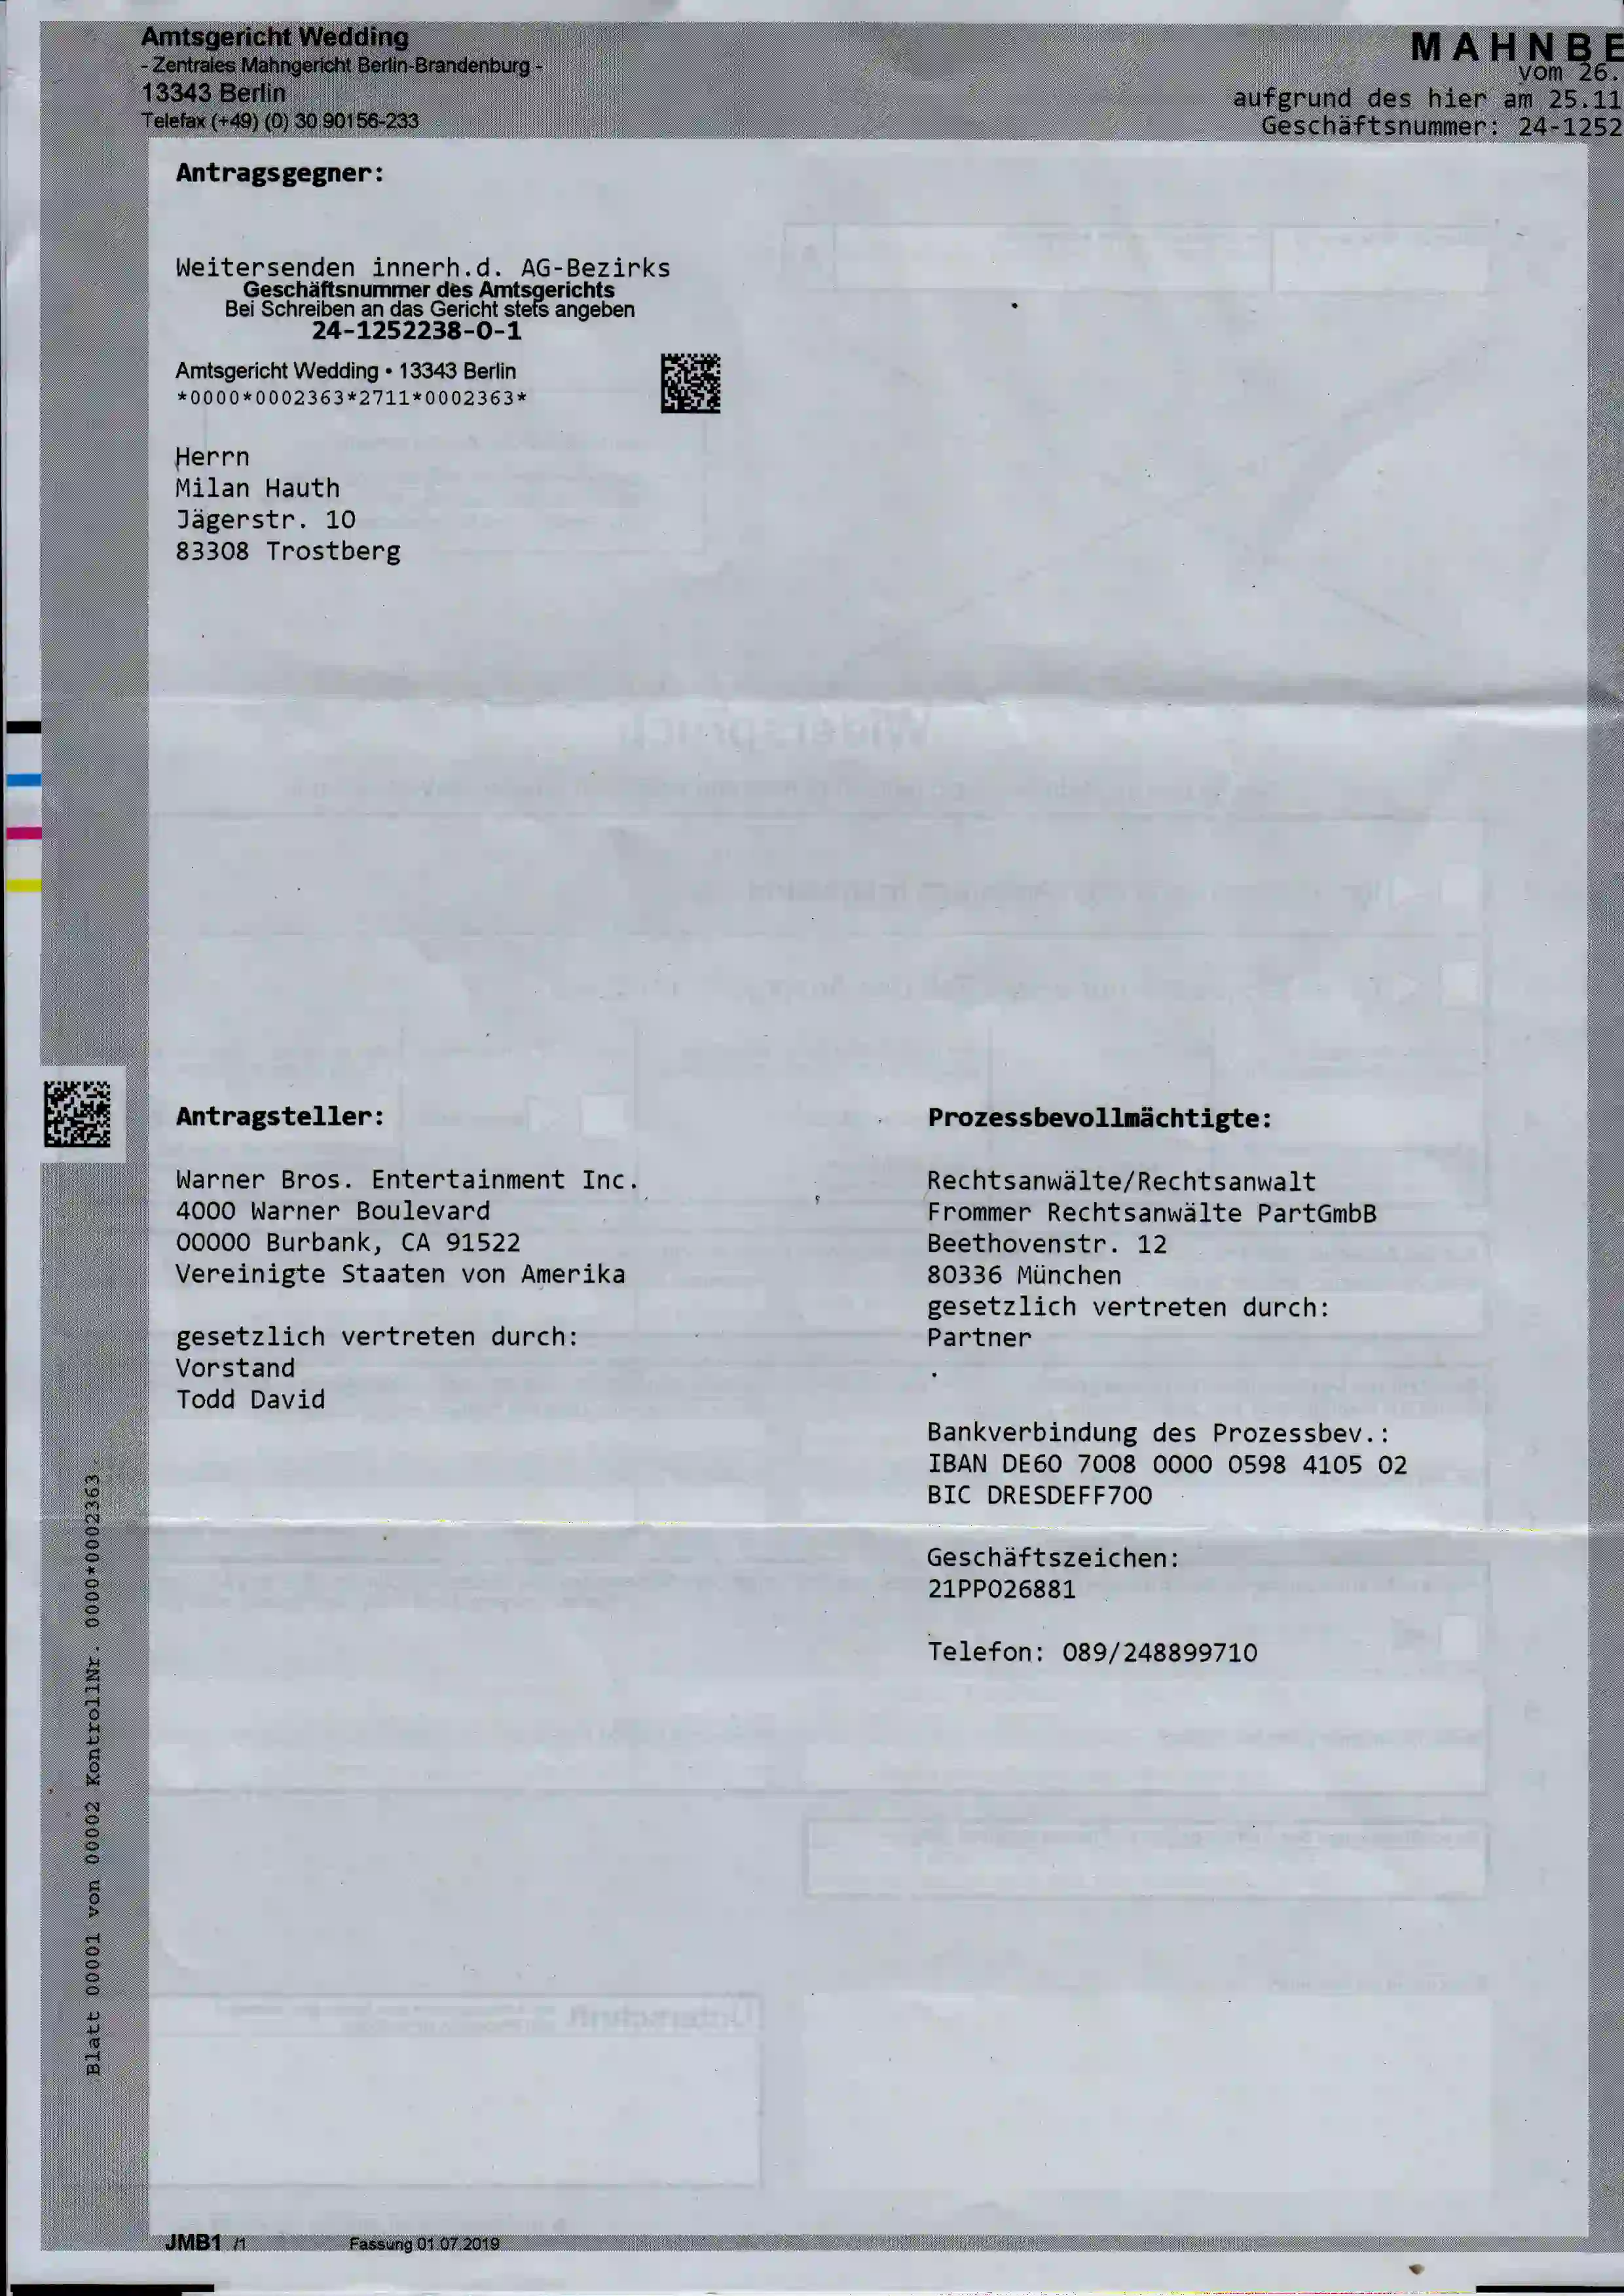 Amtsgericht Wedding
- Zentrales Mahngericht Berlin-Brandenburg -
13343 Berlin
Telefax (+49) (0) 30 90156-233
MAHNBE
vom 26.
aufgrund des hier am 25.11
Geschäftsnummer: 24-1252
Antragsgegner:
Weitersenden innerh.d. AG-Bezirks
Geschäftsnummer des Amtsgerichts
Bei Schreiben an das Gericht stets angeben
24-1252238-0-1
Amtsgericht Wedding • 13343 Berlin
*0000*0002363*2711*0002363*
Herrn
Milan Hauth
Jägerstr. 10
83308 Trostberg
Widerspruch
Antragsteller:
Warner Bros. Entertainment Inc.
4000 Warner Boulevard
00000 Burbank, CA 91522
Vereinigte Staaten von Amerika
gesetzlich vertreten durch:
Vorstand
Todd David
Prozessbevollmächtigte:
Rechtsanwälte/Rechtsanwalt
Frommer Rechtsanwälte PartGmbB
Beethovenstr. 12
80336 München
gesetzlich vertreten durch:
Partner
.
Bankverbindung des Prozessbev.:
IBAN DE60 7008 0000 0598 4105 02
BIC DRESDEFF700
Geschäftszeichen:
21PP026881
Telefon: 089/248899710
Unterschrift
Blatt 00001 von 00002 KontrollNr. 0000*0002363
JMB1 /1
Fassung 01.07.2019